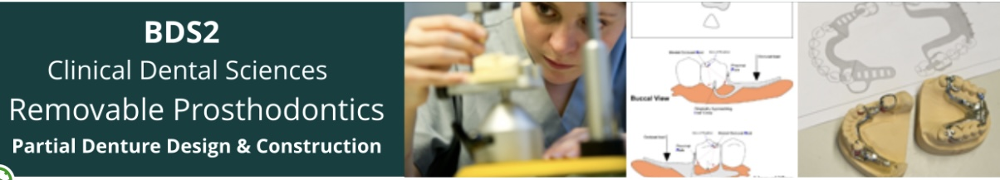 BDS2
Clinical Dental Sciences
Removable Prosthodontics
Partial Denture Design & Construction
Buccal View